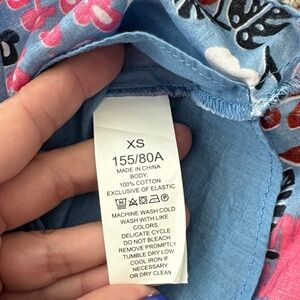 XS
155/80A
MADE IN CHINA
BODY:
100% COTTON
EXCLUSIVE OF ELASTIC
MACHINE WASH COLD
WASH WITH LIKE
COLORS
DELICATE CYCLE
DO NOT BLEACH
REMOVE PROMPTLY
TUMBLE DRY LOW
COOL IRON IF
NECESSARY
OR DRY CLEAN